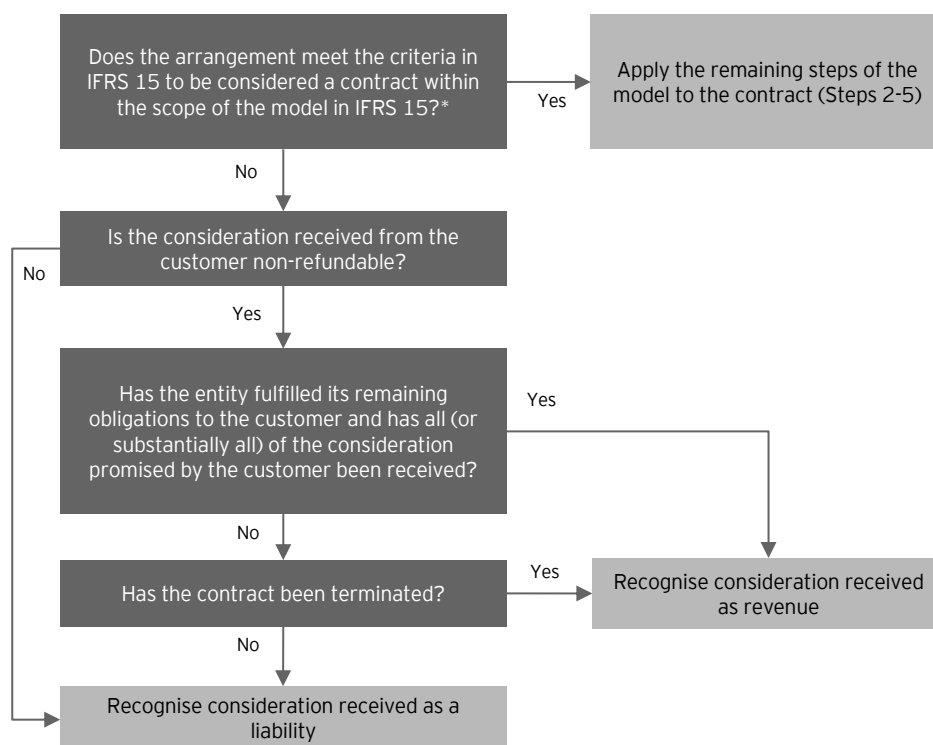 Does the arrangement meet the criteria in
IFRS 15 to be considered a contract within
the scope of the model in IFRS 15?*
Yes
Apply the remaining steps of the
model to the contract (Steps 2-5)
No
Is the consideration received from the
customer non-refundable?
No
Yes
Has the entity fulfilled its remaining
obligations to the customer and has all (or
substantially all) of the consideration
promised by the customer been received?
Yes
No
Has the contract been terminated?
Yes
Recognise consideration received
as revenue
No
Recognise consideration received as a
liability